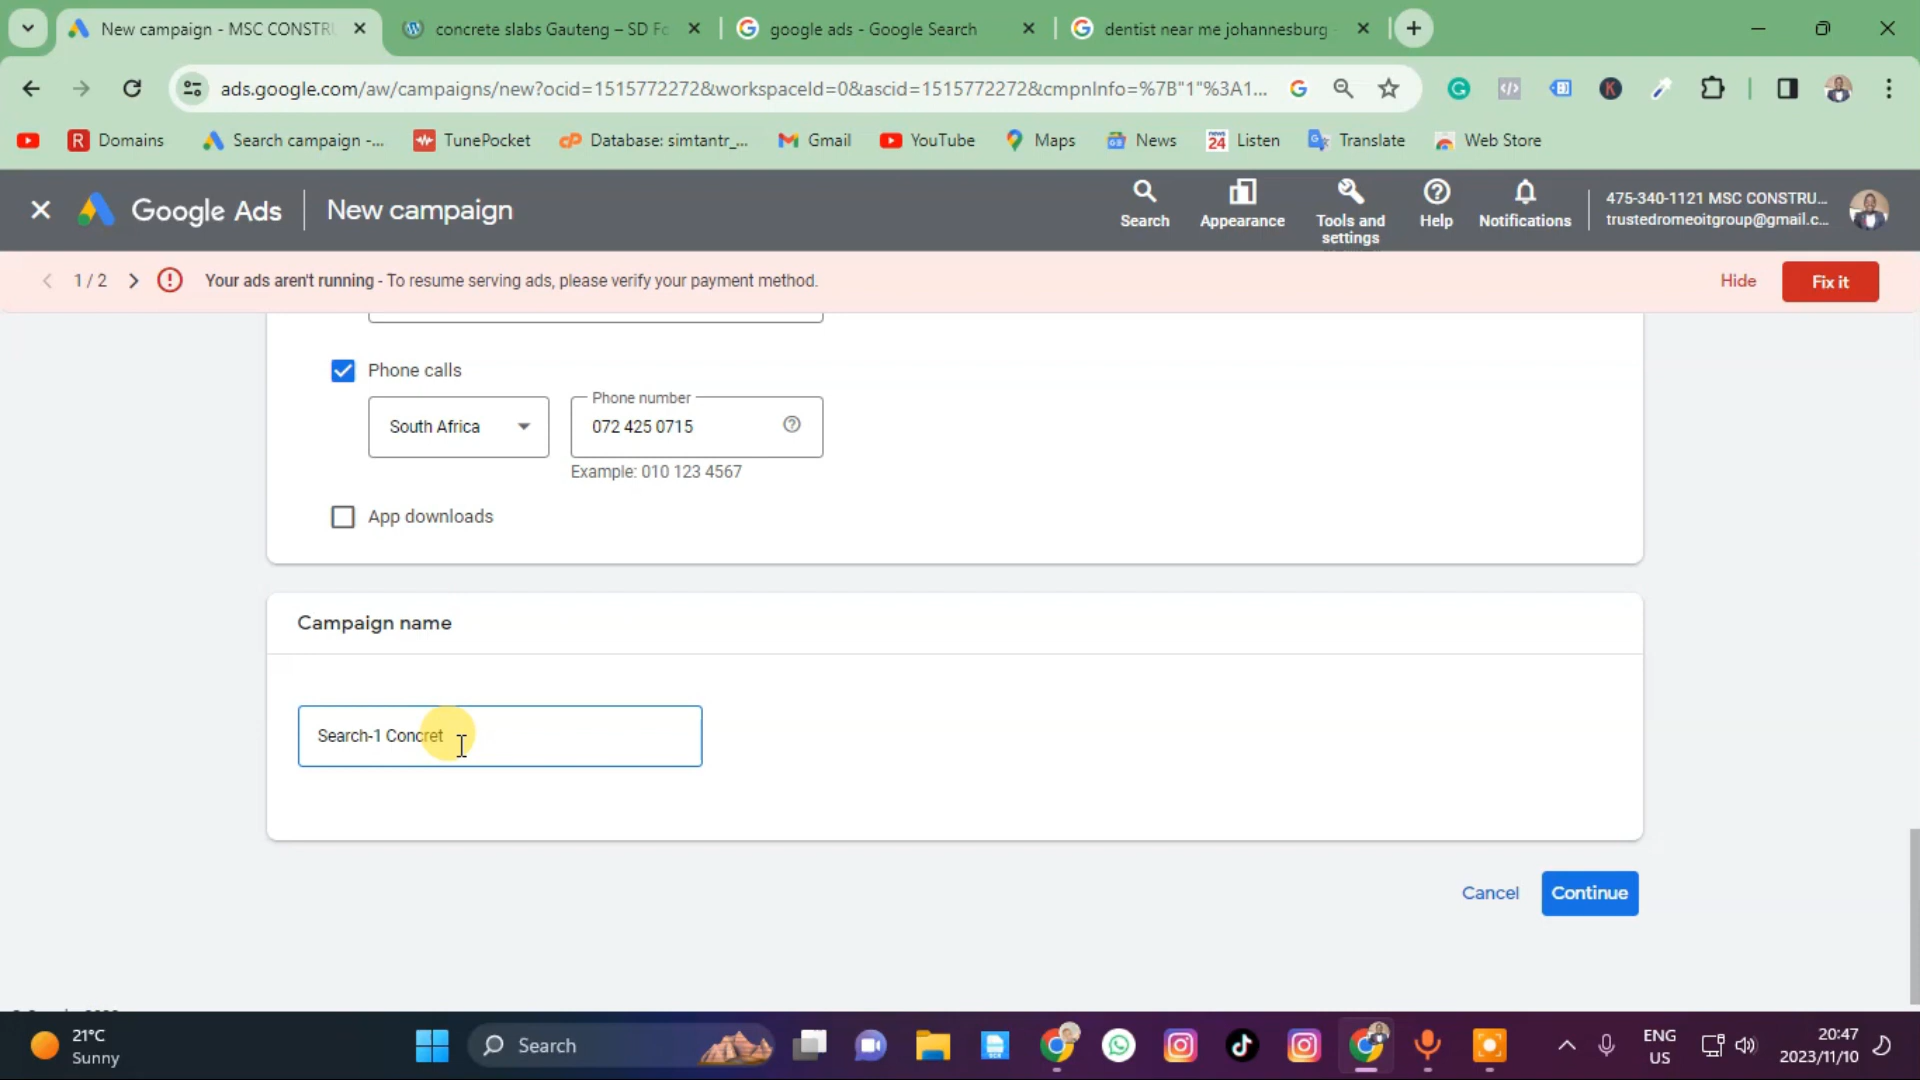 New campaign - MSC CONSTR
concrete slabs Gauteng – SD Fo
google ads - Google Search
dentist near me johannesburg -
ads.google.com/aw/campaigns/new?ocid=1515772272&workspaceId=0&ascid=1515772272&cmpnInfo=%7B"1"%3A1...
Domains
Search campaign -...
TunePocket
Database: simtantr_...
Gmail
YouTube
Maps
News
Listen
Translate
Web Store
Google Ads
New campaign
Search
Appearance
Tools and
settings
Help
Notifications
475-340-1121 MSC CONSTRU...
trustedromeoitgroup@gmail.c...
1 / 2
Your ads aren't running - To resume serving ads, please verify your payment method.
Hide
Fix it
Phone calls
South Africa
Phone number
072 425 0715
Example: 010 123 4567
App downloads
Campaign name
Search-1 Concret
Cancel
Continue
21°C
Sunny
Search
ENG
US
20:47
2023/11/10